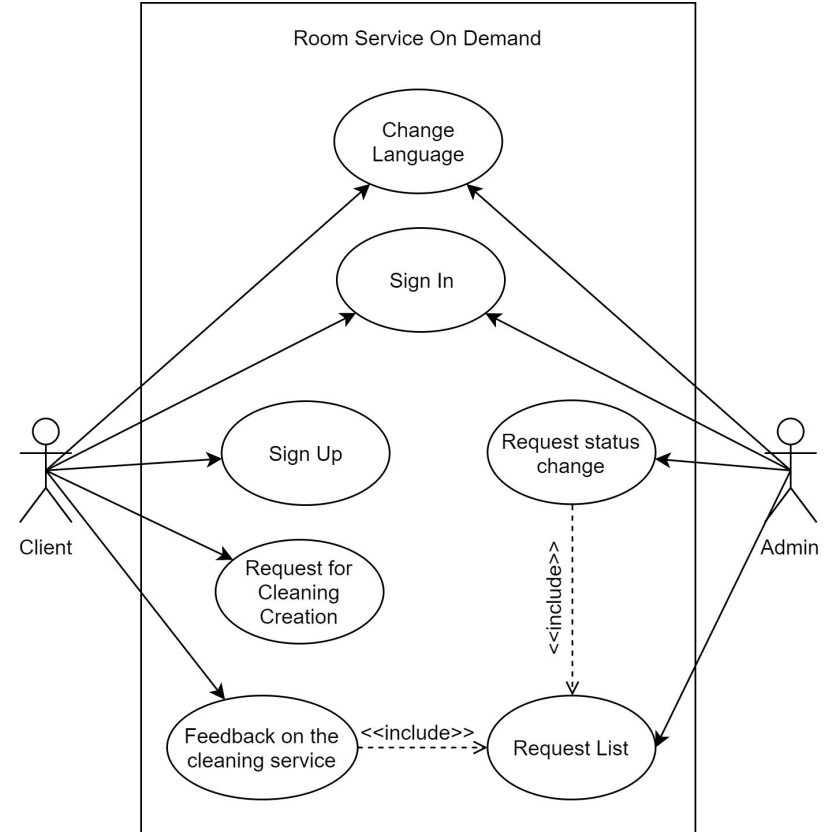 Room Service On Demand
Change
Language
Sign In
Sign Up
Request status
change
Client
Admin
Request for
Cleaning
Creation
<<include>>
Feedback on the
cleaning service
<<include>>
Request List